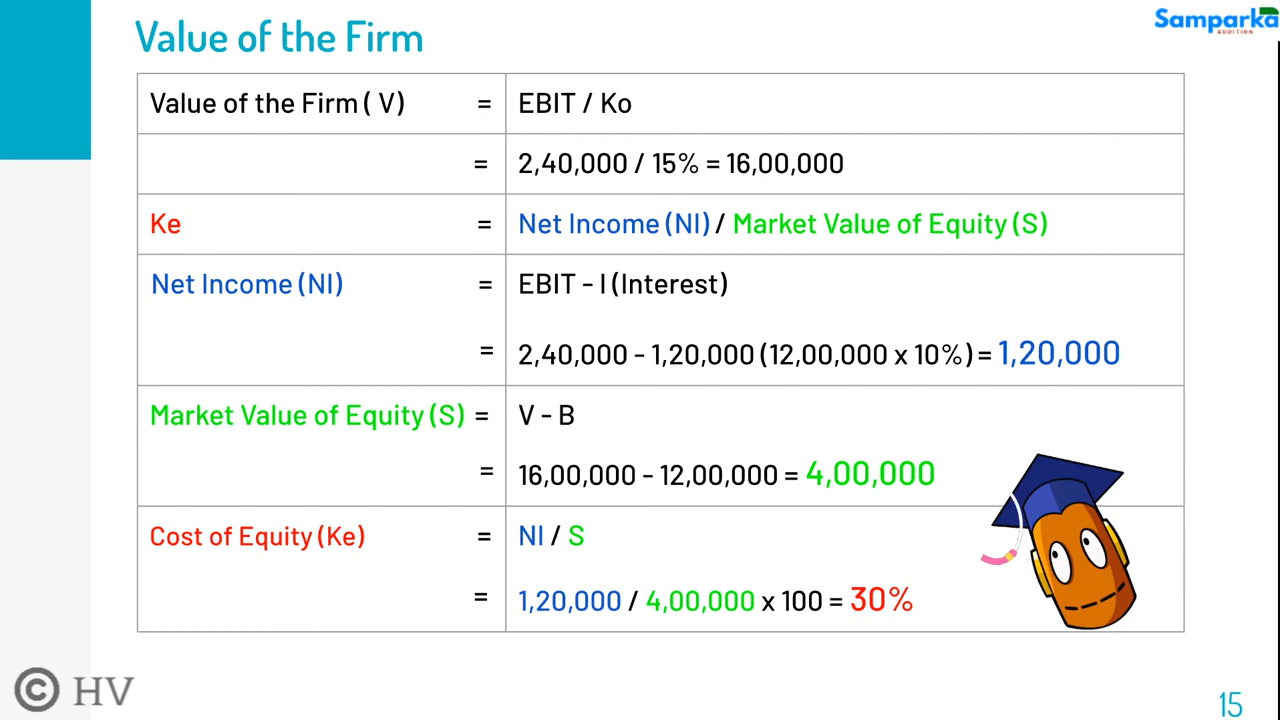 Value of the Firm
Samparka
ADDITION
Value of the Firm ( V) = EBIT / Ko
= 2,40,000 / 15% = 16,00,000
Ke = Net Income (NI) / Market Value of Equity (S)
Net Income (NI) = EBIT - I (Interest)
= 2,40,000 - 1,20,000 (12,00,000 x 10%) = 1,20,000
Market Value of Equity (S) = V - B
= 16,00,000 - 12,00,000 = 4,00,000
Cost of Equity (Ke) = NI / S
= 1,20,000 / 4,00,000 x 100 = 30%
© HV
15